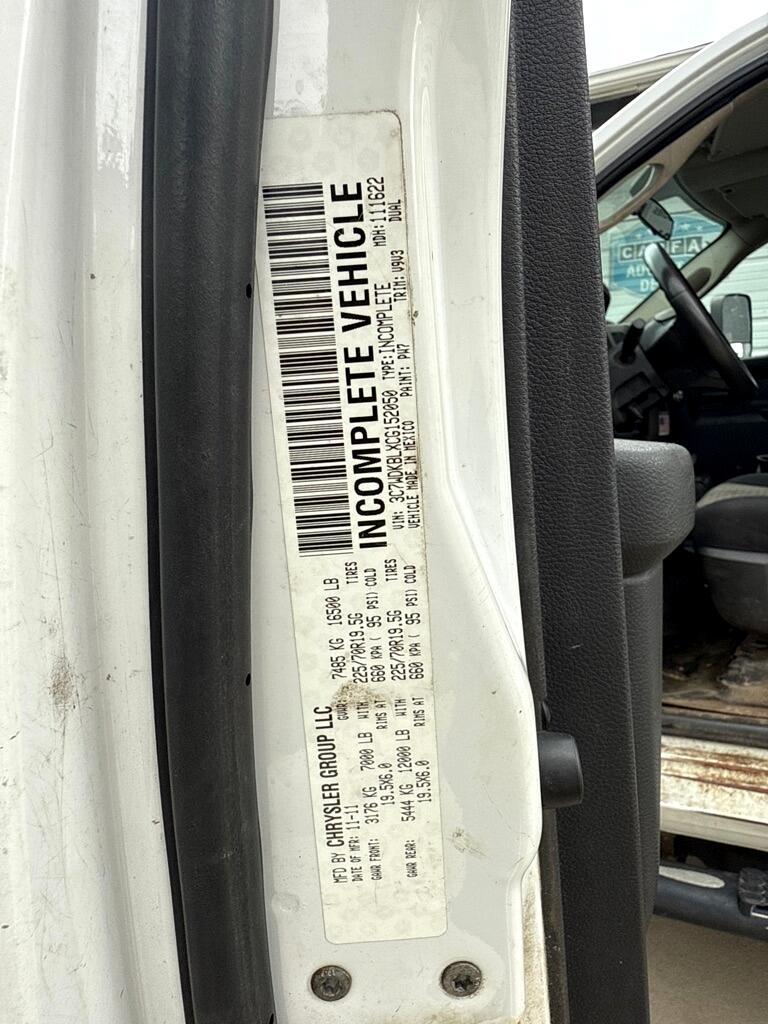 MFD BY CHRYSLER GROUP LLC
DATE OF MFR: 11-11 GVWR: 7485 KG 16500 LB
GAWR FRONT: 3176 KG 7000 LB WITH 225/70R19.5G TIRES
19.5X6.0 RIMS AT 660 KPA ( 95 PSI) COLD
GAWR REAR: 5444 KG 12000 LB WITH 225/70R19.5G TIRES
19.5X6.0 RIMS AT 660 KPA ( 95 PSI) COLD
INCOMPLETE VEHICLE
MDH: 111622
VIN: 3C7WDKBLXCG152050 TYPE: INCOMPLETE DUAL
VEHICLE MADE IN MEXICO PAINT: PW7 TRIM: V9V3